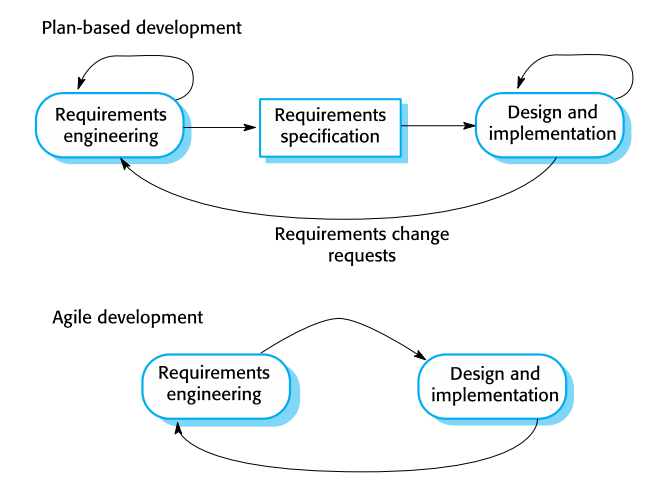 Plan-based development
Requirements
engineering
Requirements
specification
Design and
implementation
Requirements change
requests
Agile development
Requirements
engineering
Design and
implementation